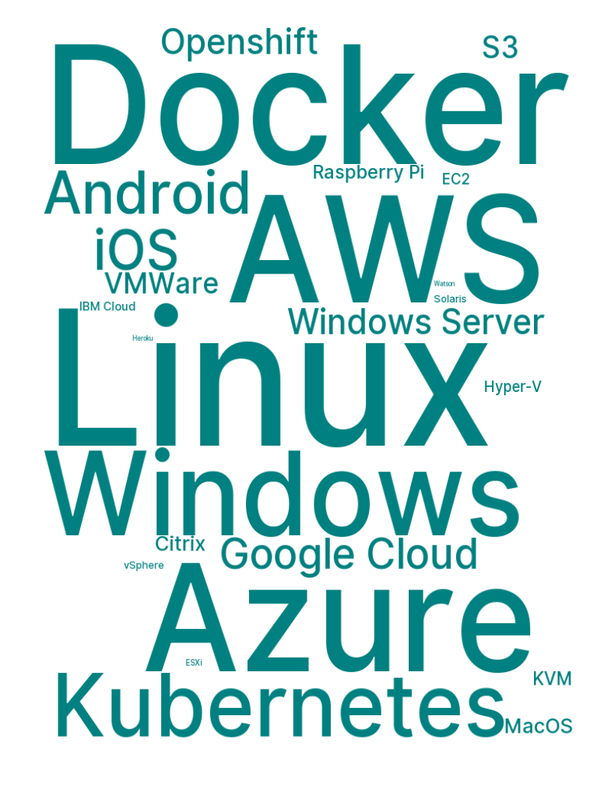 Openshift
S3
Docker
Raspberry Pi
EC2
Android
AWS
iOS
VMWare
Watson
Solaris
IBM Cloud
Windows Server
Heroku
Linux
Hyper-V
Windows
Citrix
Google Cloud
vSphere
Azure
ESXi
KVM
Kubernetes
MacOS